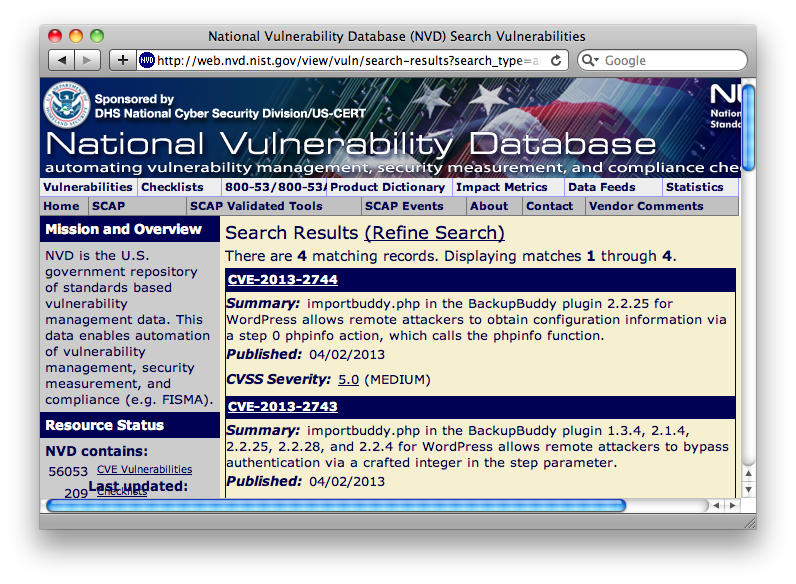 National Vulnerability Database (NVD) Search Vulnerabilities
NVD http://web.nvd.nist.gov/view/vuln/search-results?search_type=a
Google
Sponsored by
DHS National Cyber Security Division/US-CERT
Nation
Standa
National Vulnerability Database
automating vulnerability management, security measurement, and compliance chec
Vulnerabilities Checklists 800-53/800-53A Product Dictionary Impact Metrics Data Feeds Statistics
Home SCAP SCAP Validated Tools SCAP Events About Contact Vendor Comments
Mission and Overview
NVD is the U.S.
government repository
of standards based
vulnerability
management data. This
data enables automation
of vulnerability
management, security
measurement, and
compliance (e.g. FISMA).
Resource Status
NVD contains:
56053 CVE Vulnerabilities
209 Checklists
Last updated:
Search Results (Refine Search)
There are 4 matching records. Displaying matches 1 through 4.
CVE-2013-2744
Summary: importbuddy.php in the BackupBuddy plugin 2.2.25 for
WordPress allows remote attackers to obtain configuration information via
a step 0 phpinfo action, which calls the phpinfo function.
Published: 04/02/2013
CVSS Severity: 5.0 (MEDIUM)
CVE-2013-2743
Summary: importbuddy.php in the BackupBuddy plugin 1.3.4, 2.1.4,
2.2.25, 2.2.28, and 2.2.4 for WordPress allows remote attackers to bypass
authentication via a crafted integer in the step parameter.
Published: 04/02/2013